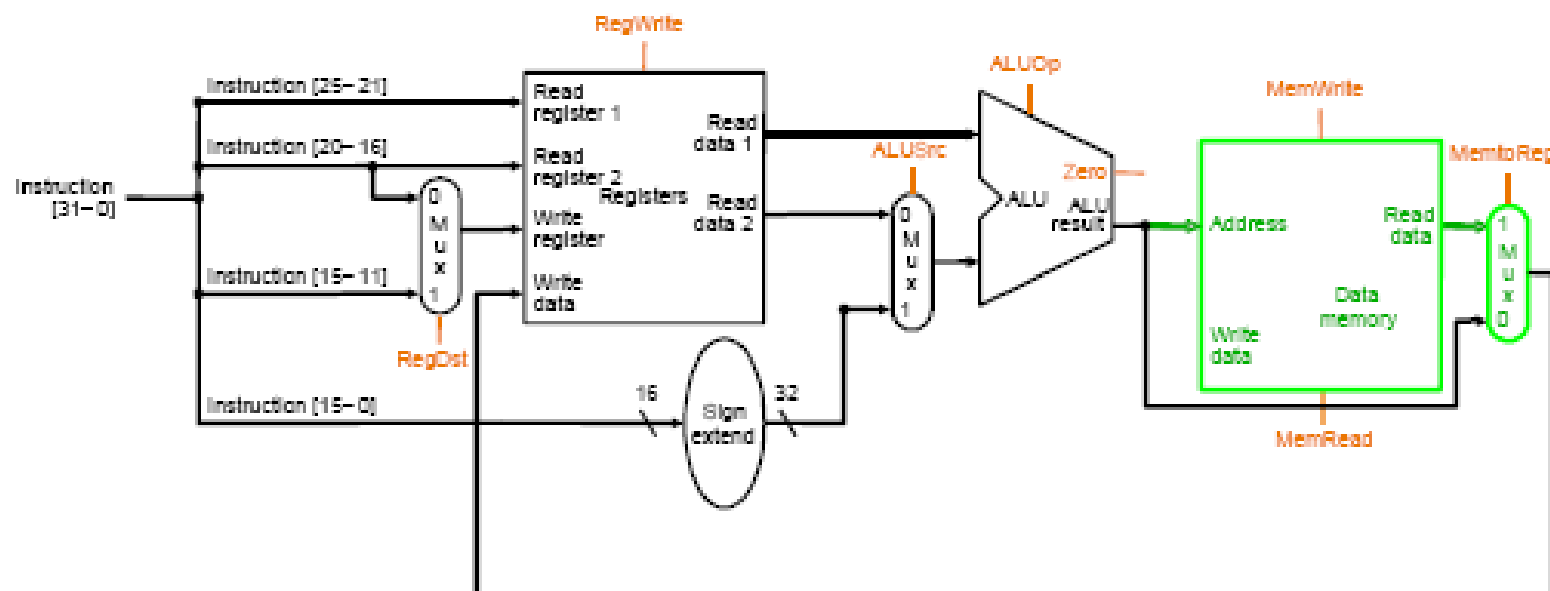 RegWrite
Instruction [25-21]
Read
register 1
Read
data 1
ALUOp
MemWrite
Instruction [20-16]
Read
register 2
Registers
Read
data 2
ALUSrc
Zero
MemtoReg
Instruction
[31-0]
0
M
u
x
1
Write
register
0
M
u
x
1
ALU
ALU
result
Address
Read
data
1
M
u
x
0
Instruction [15-11]
Write
data
Data
memory
Write
data
RegDst
Instruction [15-0]
16
Sign
extend
32
MemRead